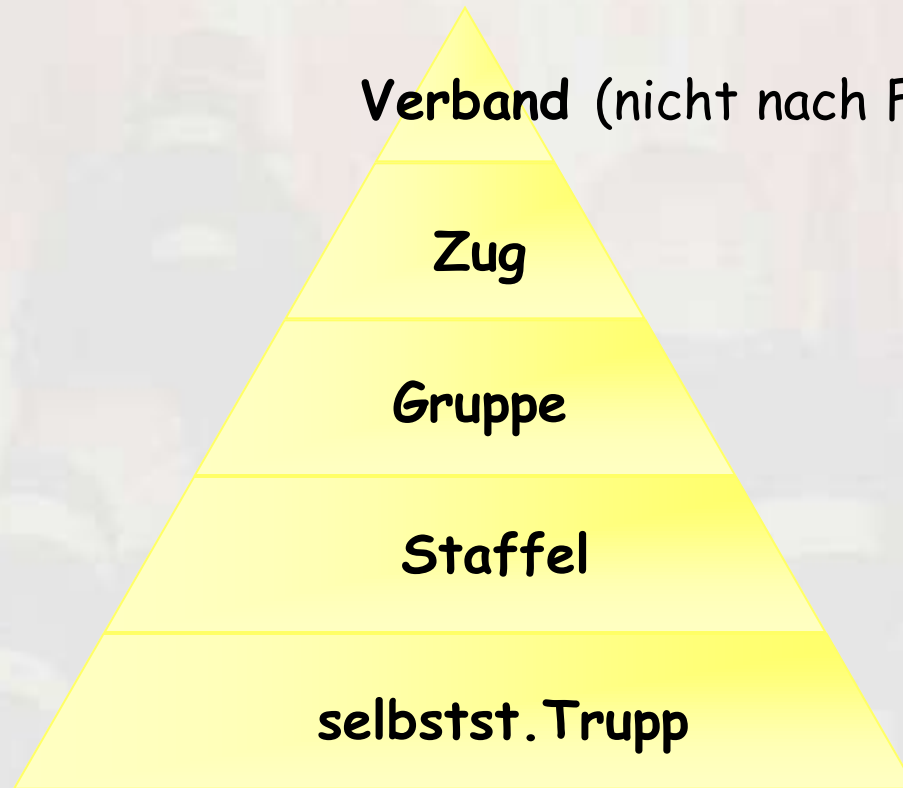 Verband (nicht nach
Zug
Gruppe
Staffel
selbstst.Trupp